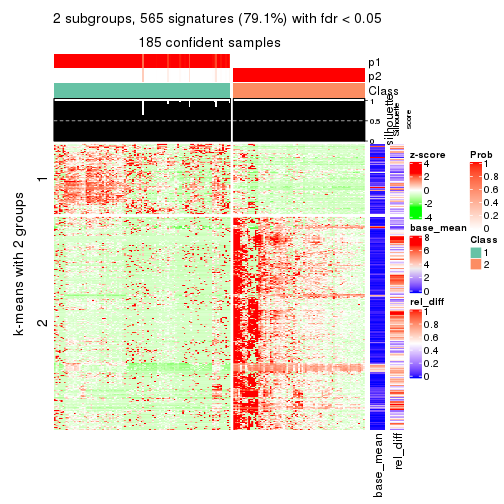 2 subgroups, 565 signatures (79.1%) with fdr < 0.05
185 confident samples
p1
p2
Class
silhouette
Silhouette
score
1
0.5
0
k-means with 2 groups
1
2
z-score
4
2
0
-2
-4
base_mean
8
6
4
2
0
rel_diff
1
0.8
0.6
0.4
0.2
0
Prob
1
0.8
0.6
0.4
0.2
0
Class
1
2
base_mean
rel_diff